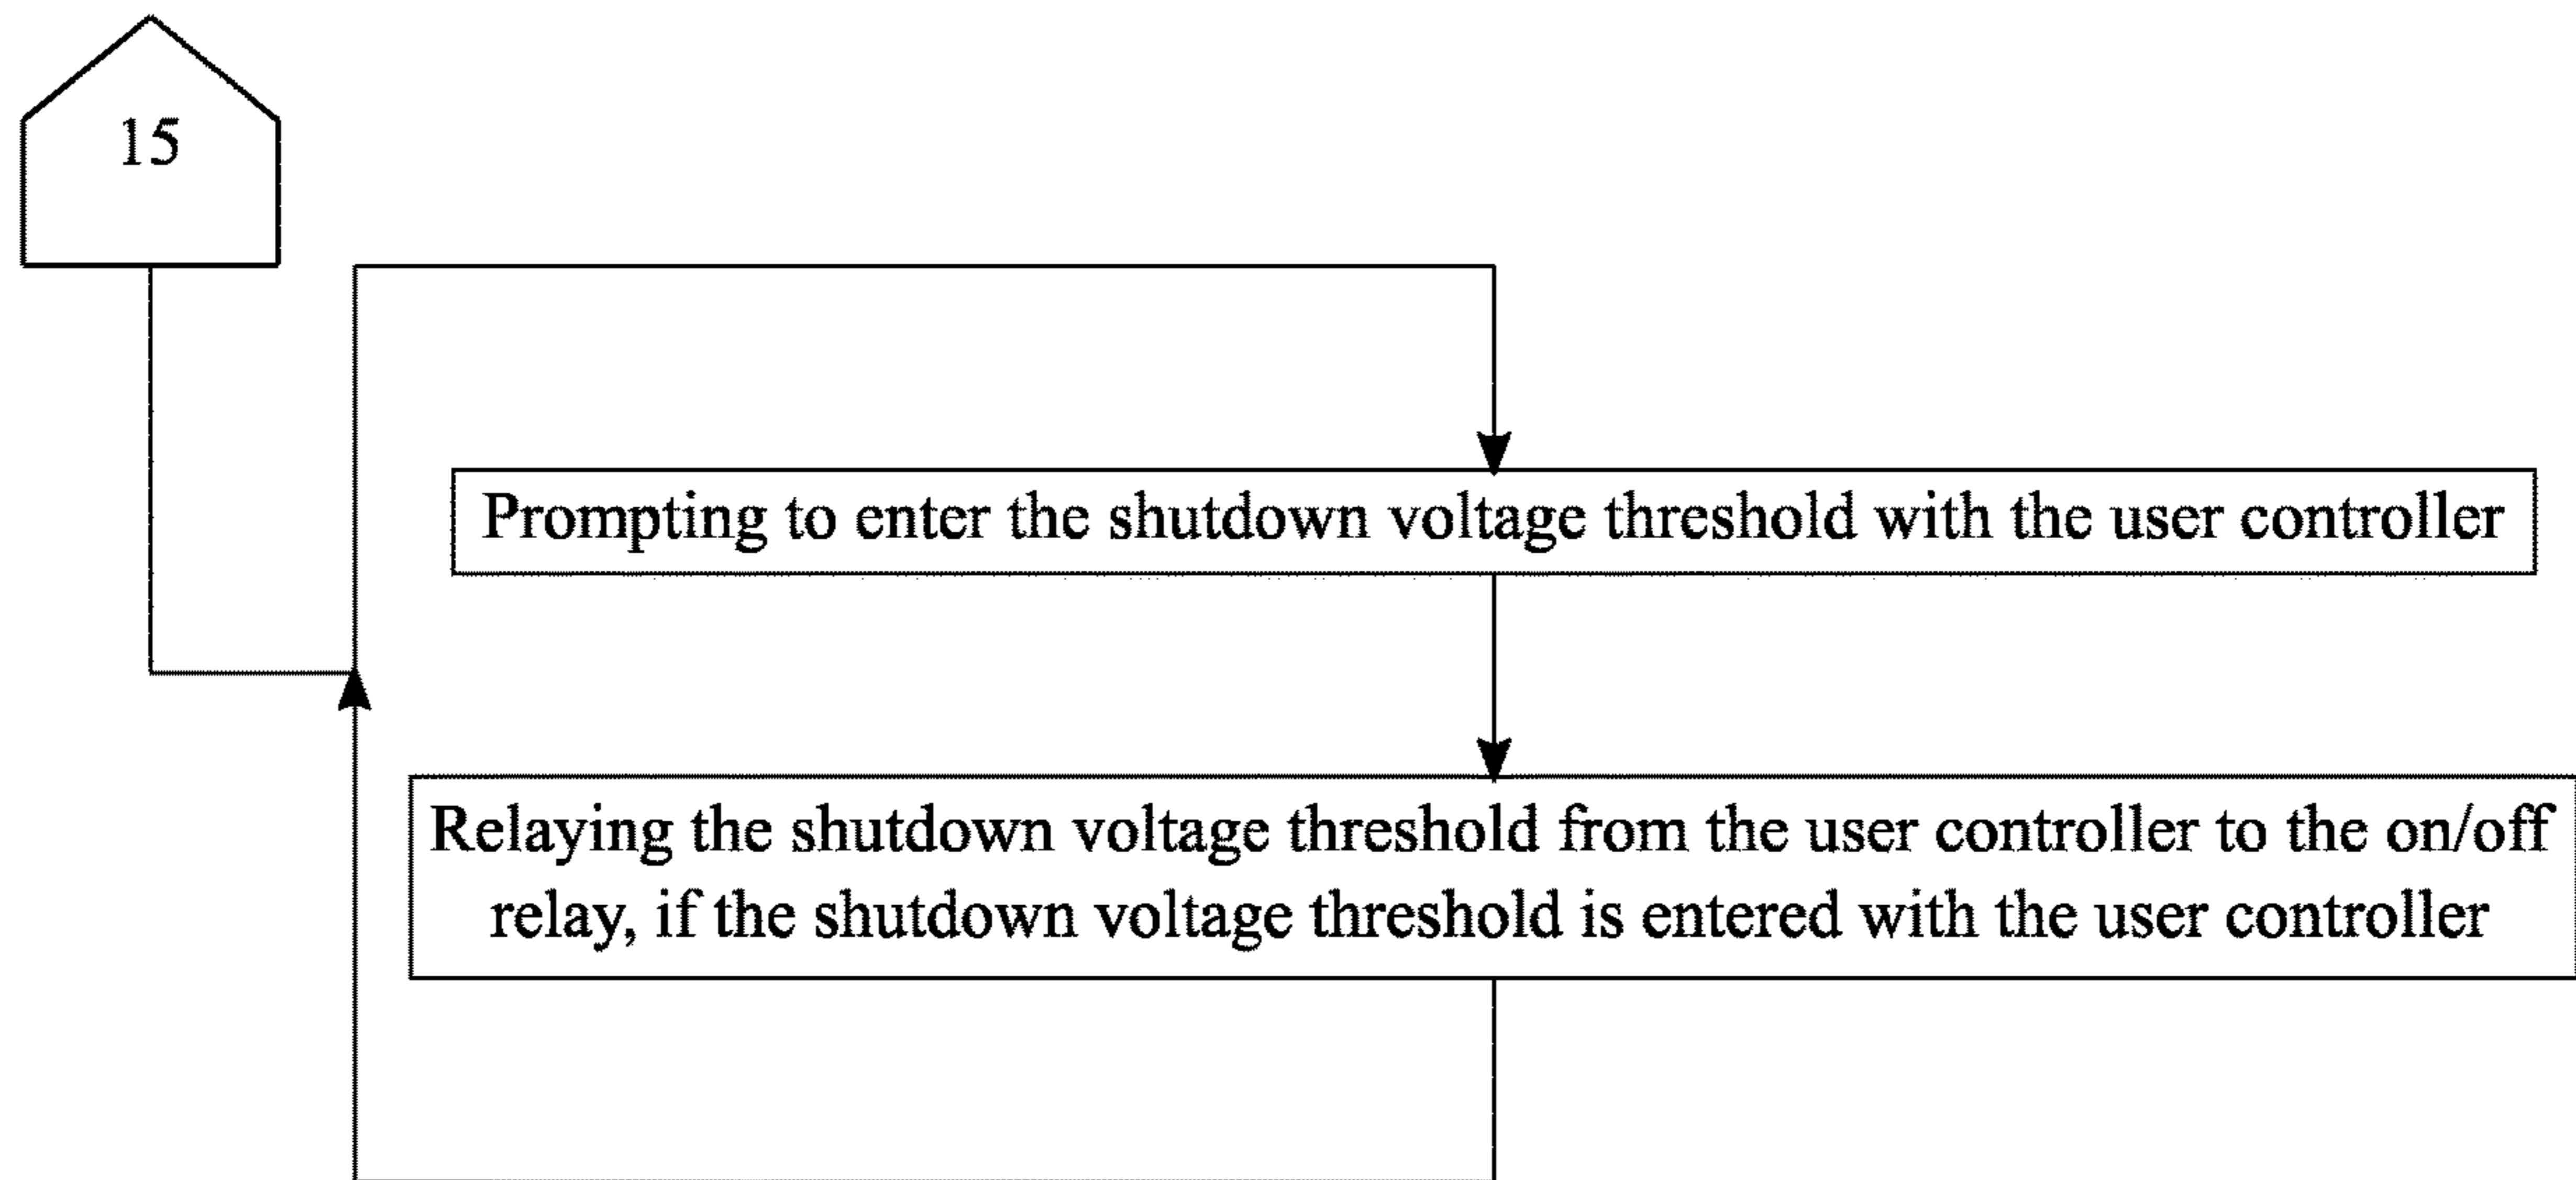 15
Prompting to enter the shutdown voltage threshold with the user controller
Relaying the shutdown voltage threshold from the user controller to the on/off
relay, if the shutdown voltage threshold is entered with the user controller